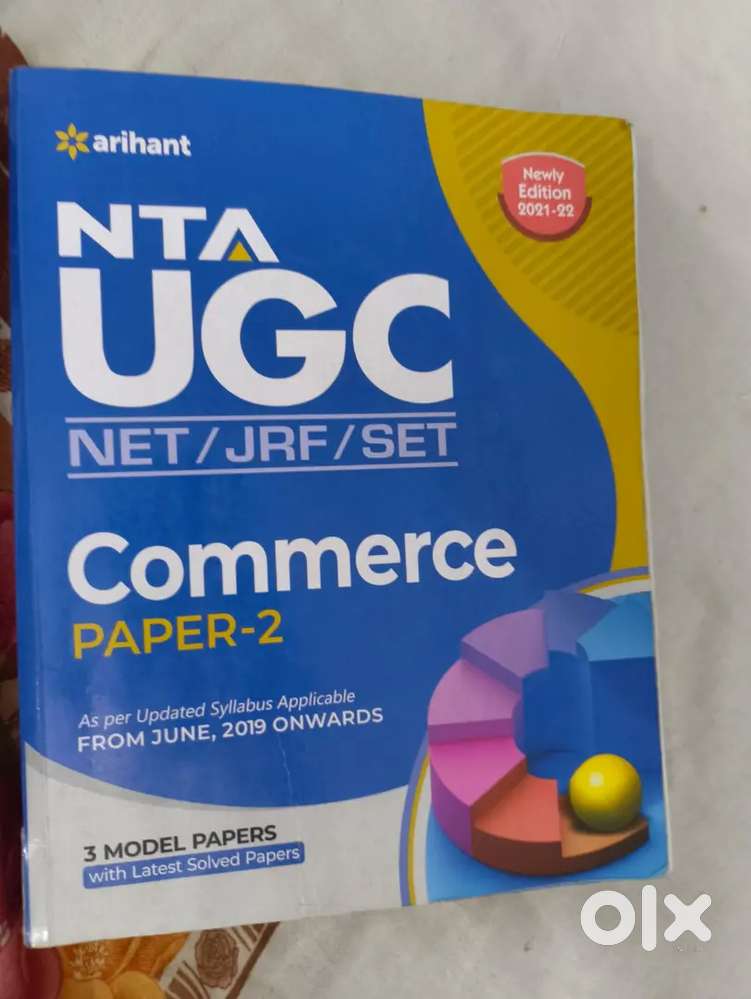 arihant
Newly
Edition
2021-22
NTA
UGC
NET/JRF/SET
Commerce
PAPER-2
As per Updated Syllabus Applicable
FROM JUNE, 2019 ONWARDS
3 MODEL PAPERS
with Latest Solved Papers
olx